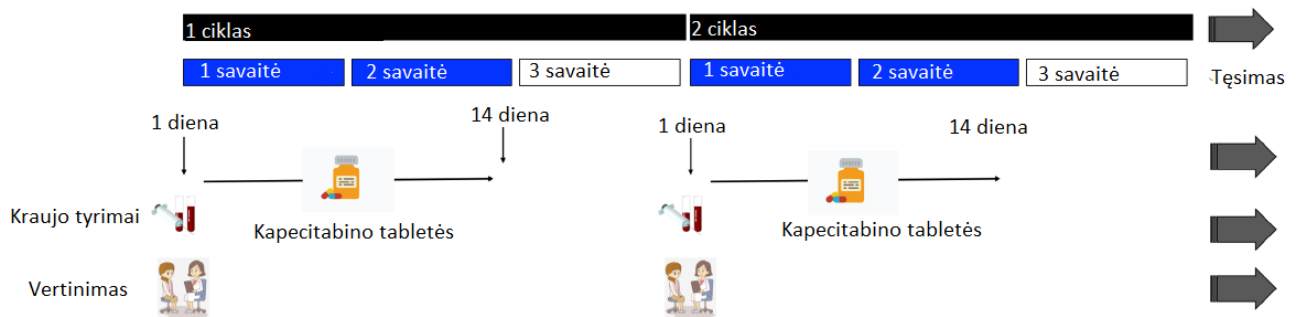 1 ciklas
2 ciklas
1 savaitė
2 savaitė
3 savaitė
1 savaitė
2 savaitė
3 savaitė
Tęsimas
1 diena
14 diena
1 diena
14 diena
Kraujo tyrimai
Kapecitabino tabletės
Kapecitabino tabletės
Vertinimas